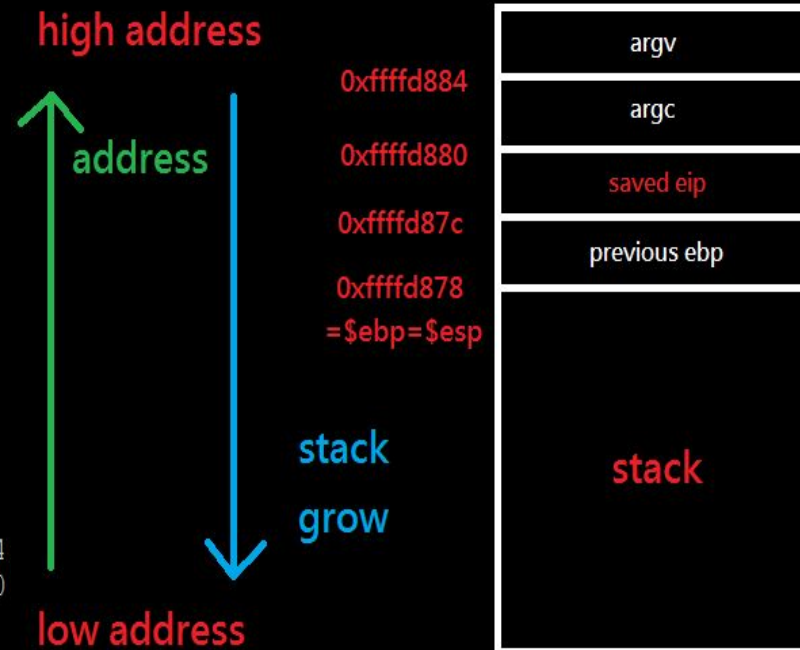 high address
argv
0xffffd884
argc
address
0xffffd880
saved eip
0xffffd87c
previous ebp
0xffffd878
=$ebp=$esp
stack
grow
stack
low address